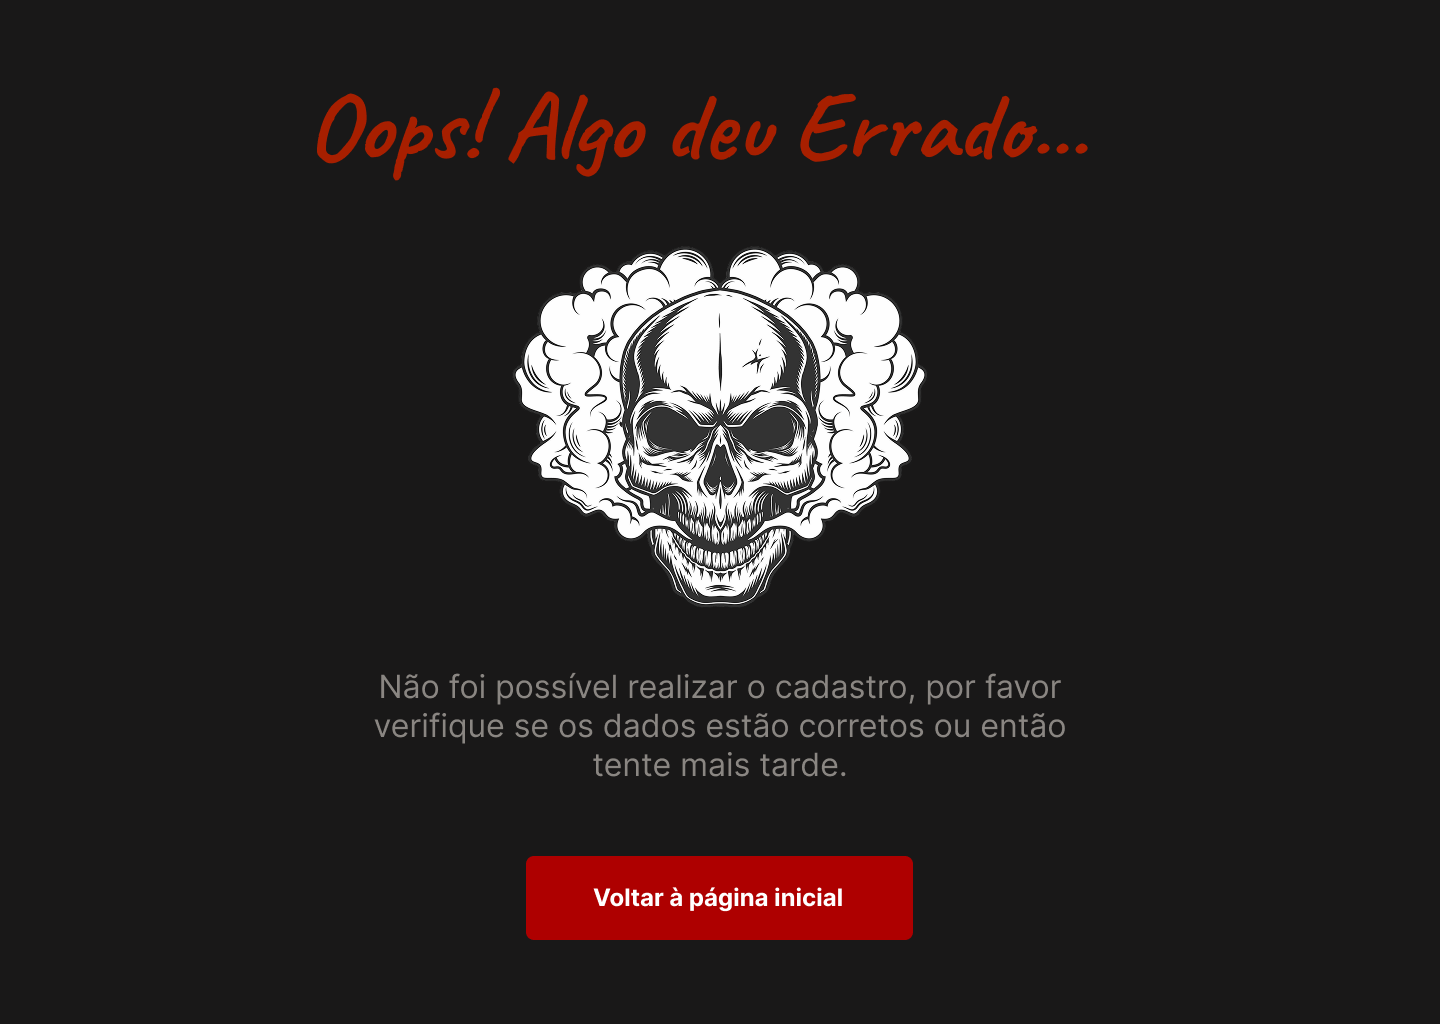 Oops! Algo deu Errado...
Não foi possível realizar o cadastro, por favor
verifique se os dados estão corretos ou então
tente mais tarde.
Voltar à página inicial